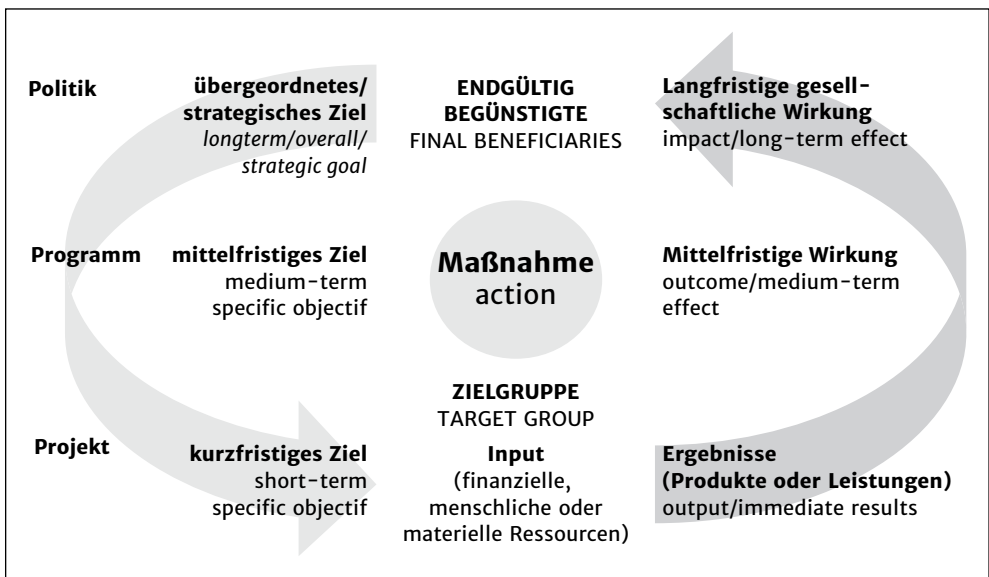 Politik
übergeordnetes/
strategisches Ziel
longterm/overall/
strategic goal
ENDGÜLTIG
BEGÜNSTIGTE
FINAL BENEFICIARIES
Langfristige gesell-
schaftliche Wirkung
impact/long-term effect
Programm
mittelfristiges Ziel
medium-term
specific objectif
Maßnahme
action
Mittelfristige Wirkung
outcome/medium-term
effect
ZIELGRUPPE
TARGET GROUP
Projekt
kurzfristiges Ziel
short-term
specific objectif
Input
(finanzielle,
menschliche oder
materielle Ressourcen)
Ergebnisse
(Produkte oder Leistungen)
output/immediate results